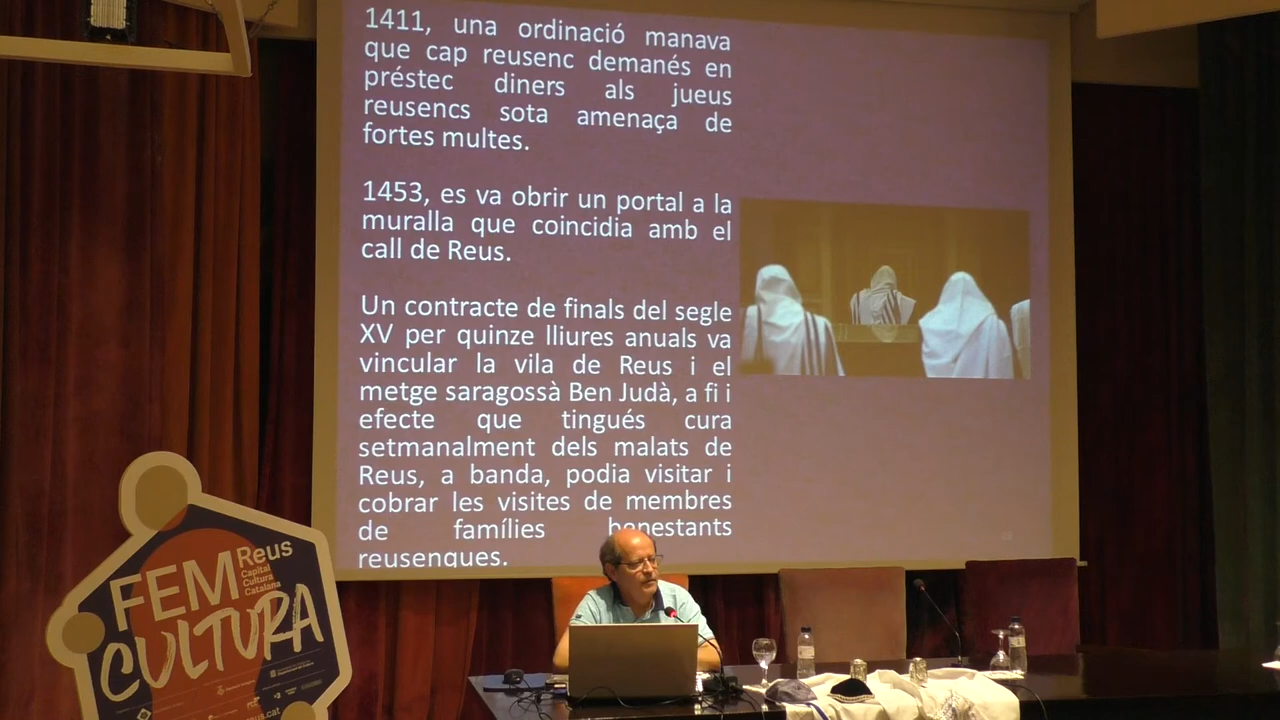 1411, una ordinació manava
que cap reusenc demanés en
préstec diners als jueus
reusencs sota amenaça de
fortes multes.
1453, es va obrir un portal a la
muralla que coincidia amb el
call de Reus.
Un contracte de finals del segle
XV per quinze lliures anuals va
vincular la vila de Reus i el
metge saragossà Ben Judà, a fi i
efecte que tingués cura
setmanalment dels malats de
Reus, a banda, podia visitar i
cobrar les visites de membres
de famílies benestants
reusenques.
FEM
Reus
Capital
Cultura
Catalana
CULTURA